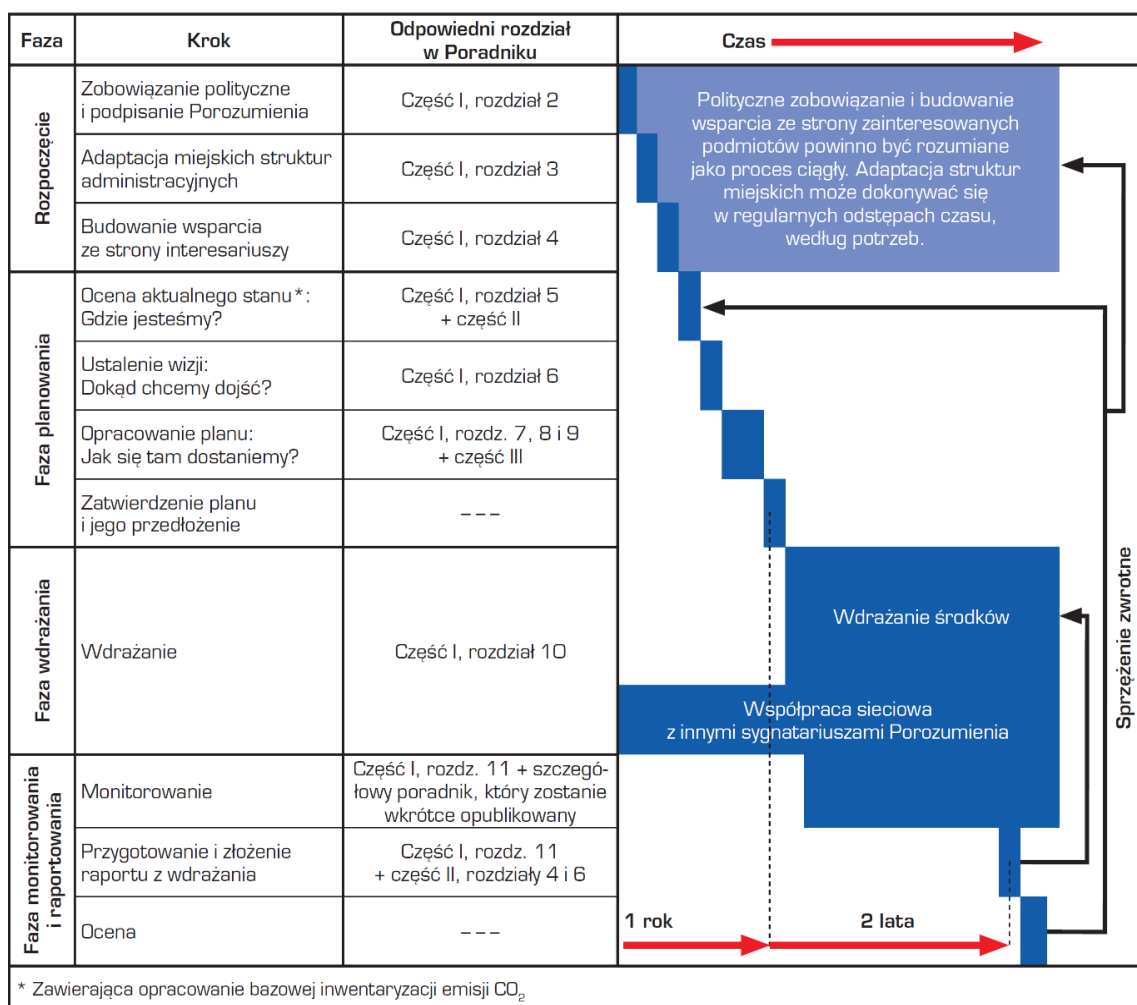 Faza
Krok
Odpowiedni rozdział
w Poradniku
Czas
Rozpoczęcie
Zobowiązanie polityczne
i podpisanie Porozumienia
Część I, rozdział 2
Adaptacja miejskich struktur
administracyjnych
Część I, rozdział 3
Budowanie wsparcia
ze strony interesariuszy
Część I, rozdział 4
Polityczne zobowiązanie i budowanie
wsparcia ze strony zainteresowanych
podmiotów powinno być rozumiane
jako proces ciągły. Adaptacja struktur
miejskich może dokonywać się
w regularnych odstępach czasu,
według potrzeb.
Faza planowania
Ocena aktualnego stanu*:
Gdzie jesteśmy?
Część I, rozdział 5
+ część II
Ustalenie wizji:
Dokąd chcemy dojść?
Część I, rozdział 6
Opracowanie planu:
Jak się tam dostaniemy?
Część I, rozdz. 7, 8 i 9
+ część III
Zatwierdzenie planu
i jego przedłożenie
– – –
Faza wdrażania
Wdrażanie
Część I, rozdział 10
Wdrażanie środków
Współpraca sieciowa
z innymi sygnatariuszami Porozumienia
Sprzężenie zwrotne
Faza monitorowania
i raportowania
Monitorowanie
Część I, rozdz. 11 + szczegó-
łowy poradnik, który zostanie
wkrótce opublikowany
Przygotowanie i złożenie
raportu z wdrażania
Część I, rozdz. 11
+ część II, rozdziały 4 i 6
Ocena
– – –
1 rok
2 lata
* Zawierająca opracowanie bazowej inwentaryzacji emisji CO₂